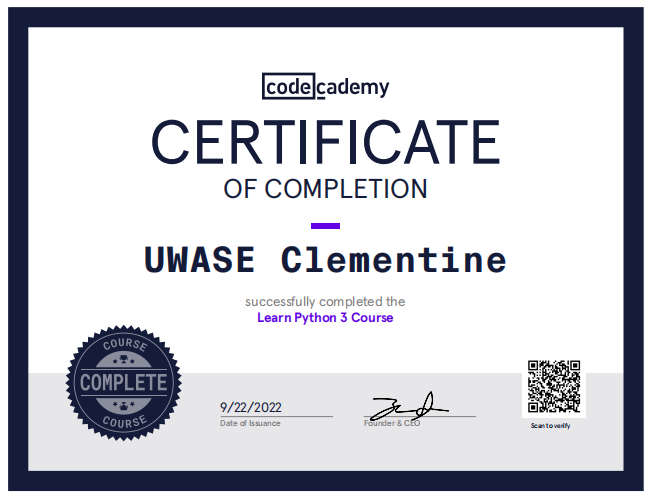 codecademy
CERTIFICATE
OF COMPLETION
UWASE Clementine
successfully completed the
Learn Python 3 Course
COURSE
COMPLETE
COURSE
9/22/2022
Date of Issuance
Founder & CEO
Scan to verify